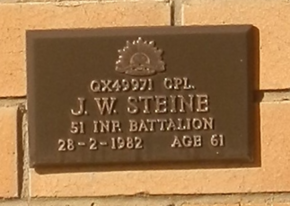 QX49971 CPL.
J. W. STEINE
51 INF. BATTALION
28-2-1982 AGE 61